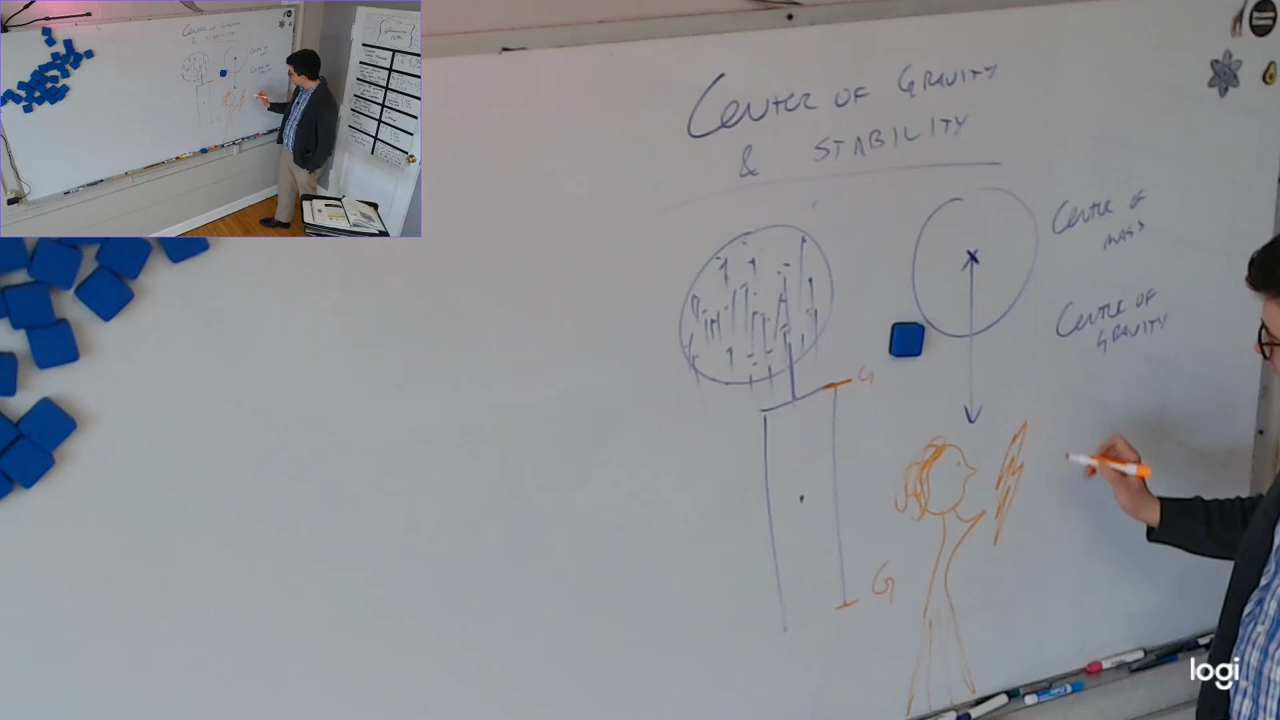 CENTER OF GRAVITY
& STABILITY
CENTER OF
MASS
CENTER OF
GRAVITY
G
G
logi